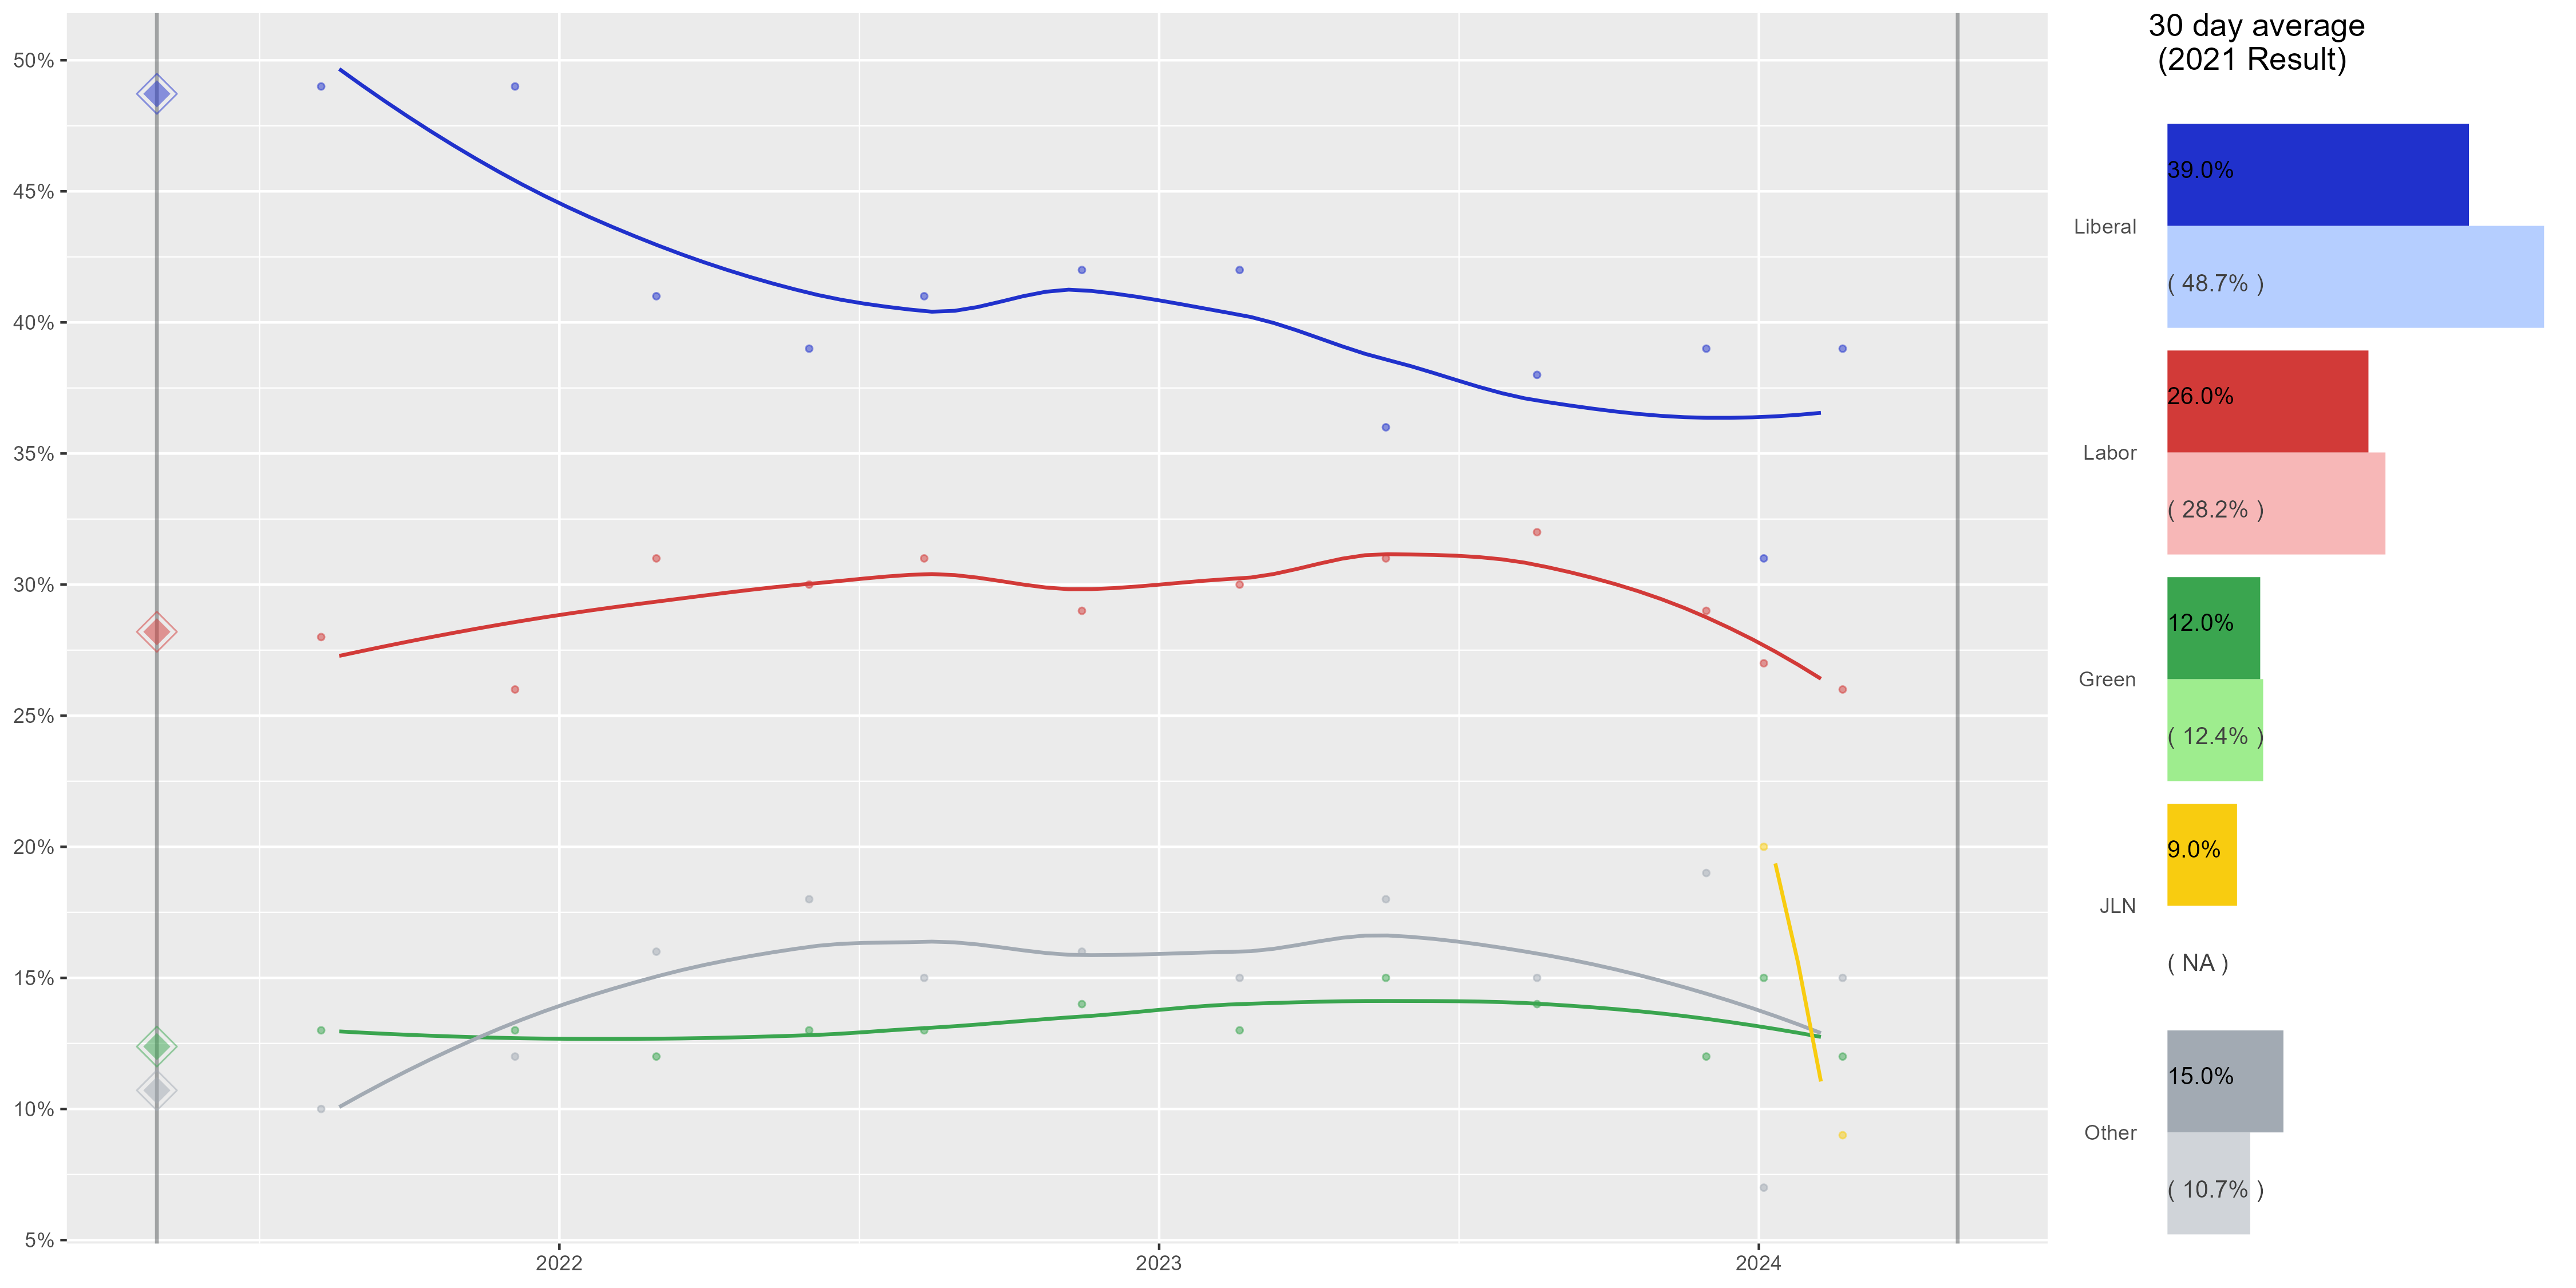 50%
45%
40%
35%
30%
25%
20%
15%
10%
5%
2022
2023
2024
30 day average
(2021 Result)
Liberal
39.0%
( 48.7% )
Labor
26.0%
( 28.2% )
Green
12.0%
( 12.4% )
JLN
9.0%
( NA )
Other
15.0%
( 10.7% )